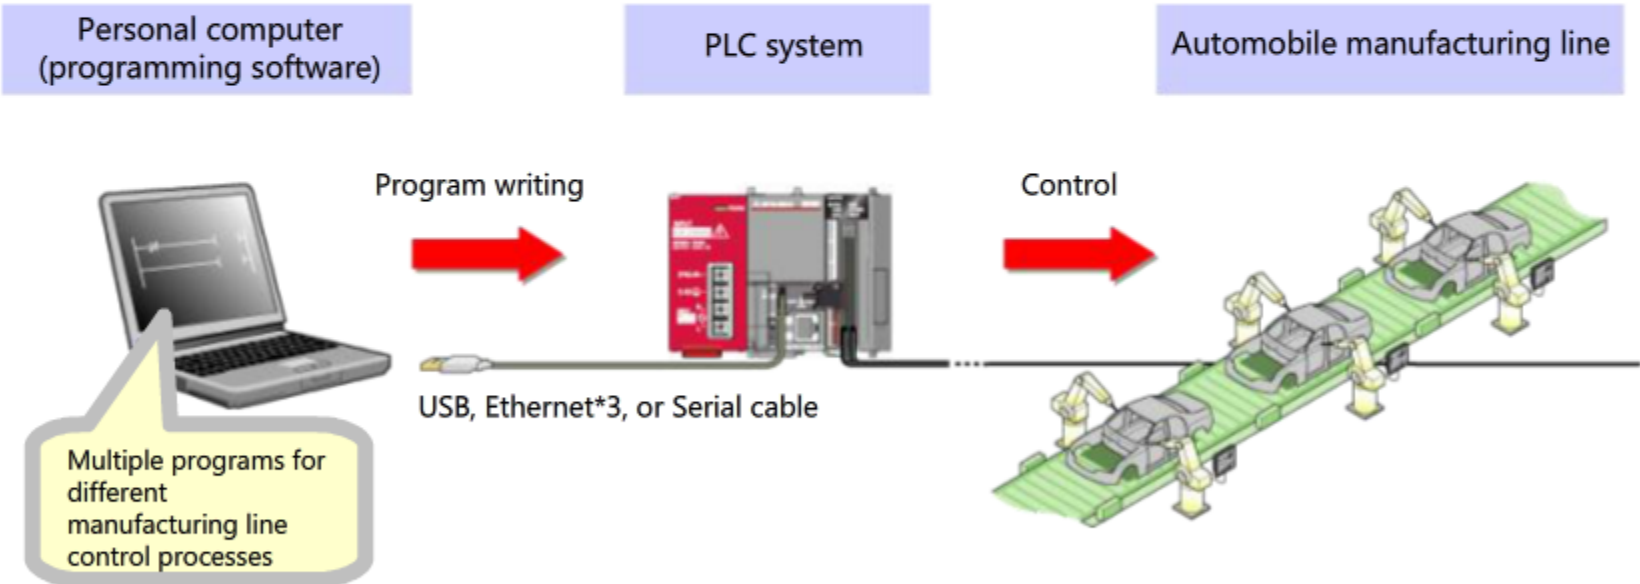 Personal computer
(programming software)
PLC system
Automobile manufacturing line
Program writing
Control
USB, Ethernet*3, or Serial cable
Multiple programs for
different
manufacturing line
control processes